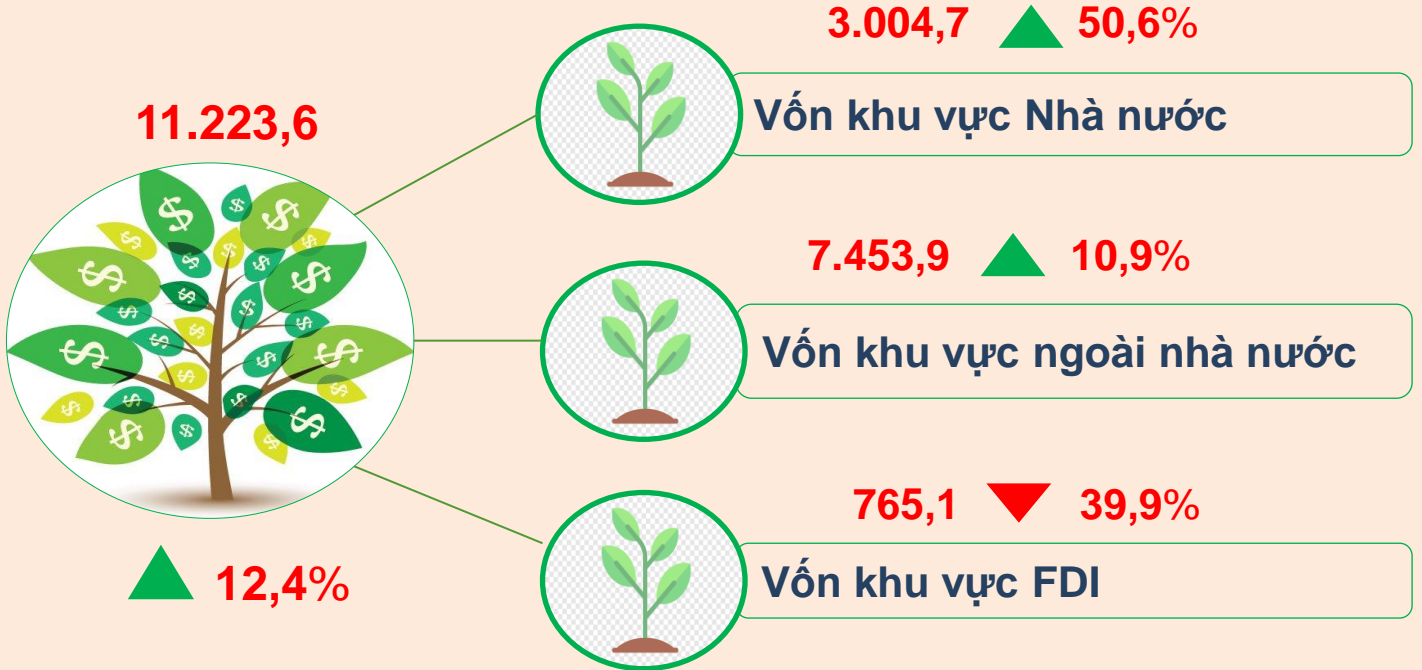 11.223,6
12,4%
3.004,7 50,6%
Vốn khu vực Nhà nước
7.453,9 10,9%
Vốn khu vực ngoài nhà nước
765,1 39,9%
Vốn khu vực FDI